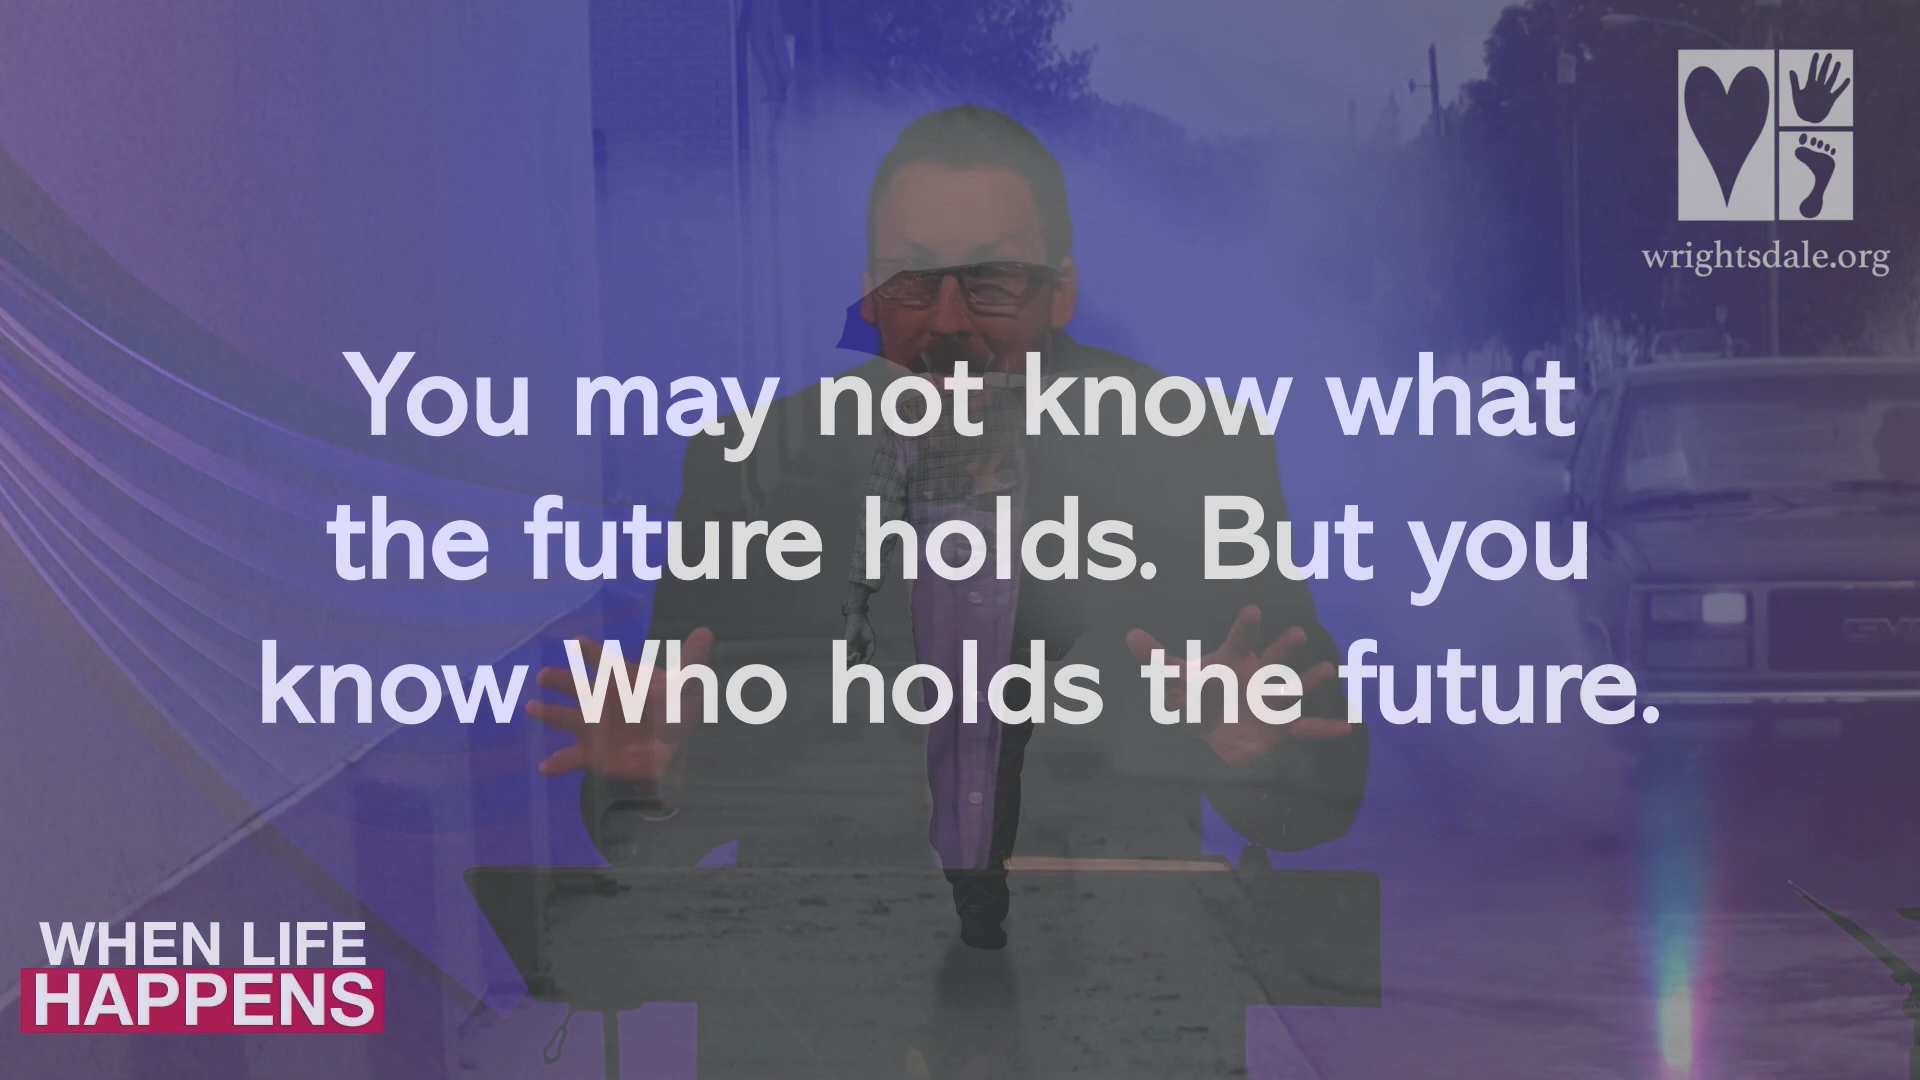 wrightsdale.org
You may not know what
the future holds. But you
know Who holds the future.
WHEN LIFE
HAPPENS